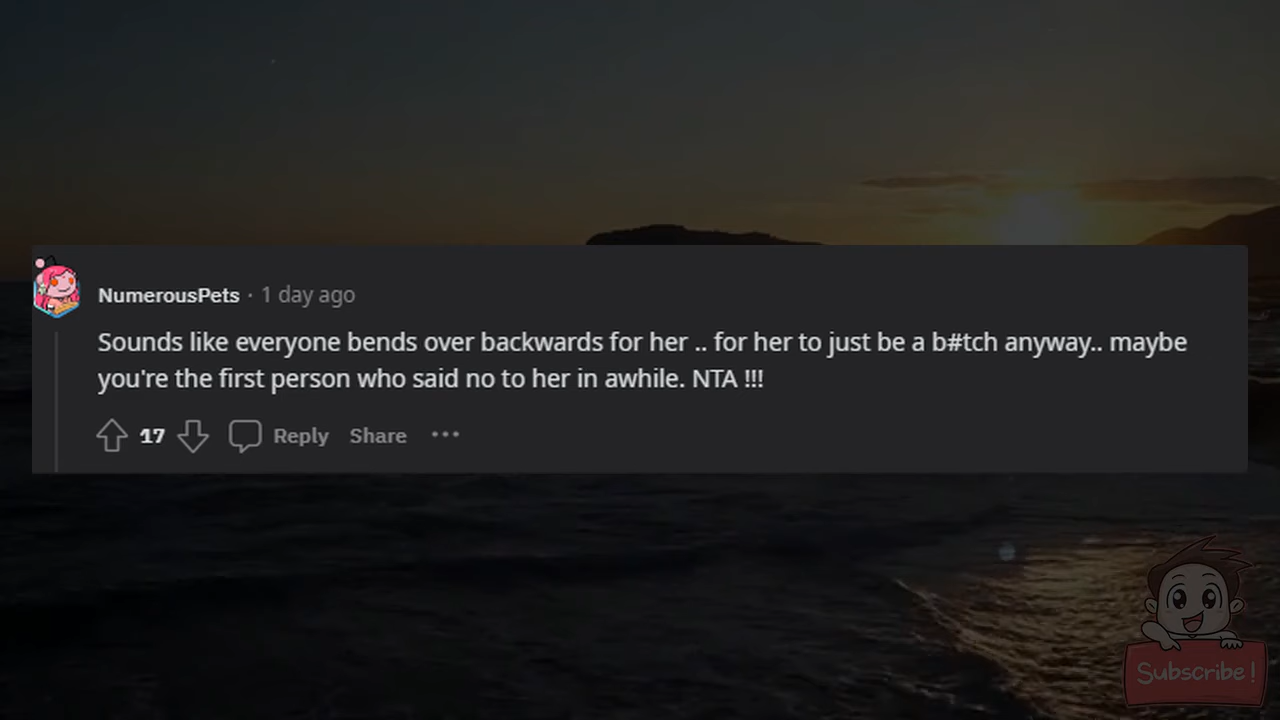 NumerousPets · 1 day ago
Sounds like everyone bends over backwards for her .. for her to just be a b#tch anyway.. maybe
you're the first person who said no to her in awhile. NTA !!!
17 Reply Share ···
Subscribe!